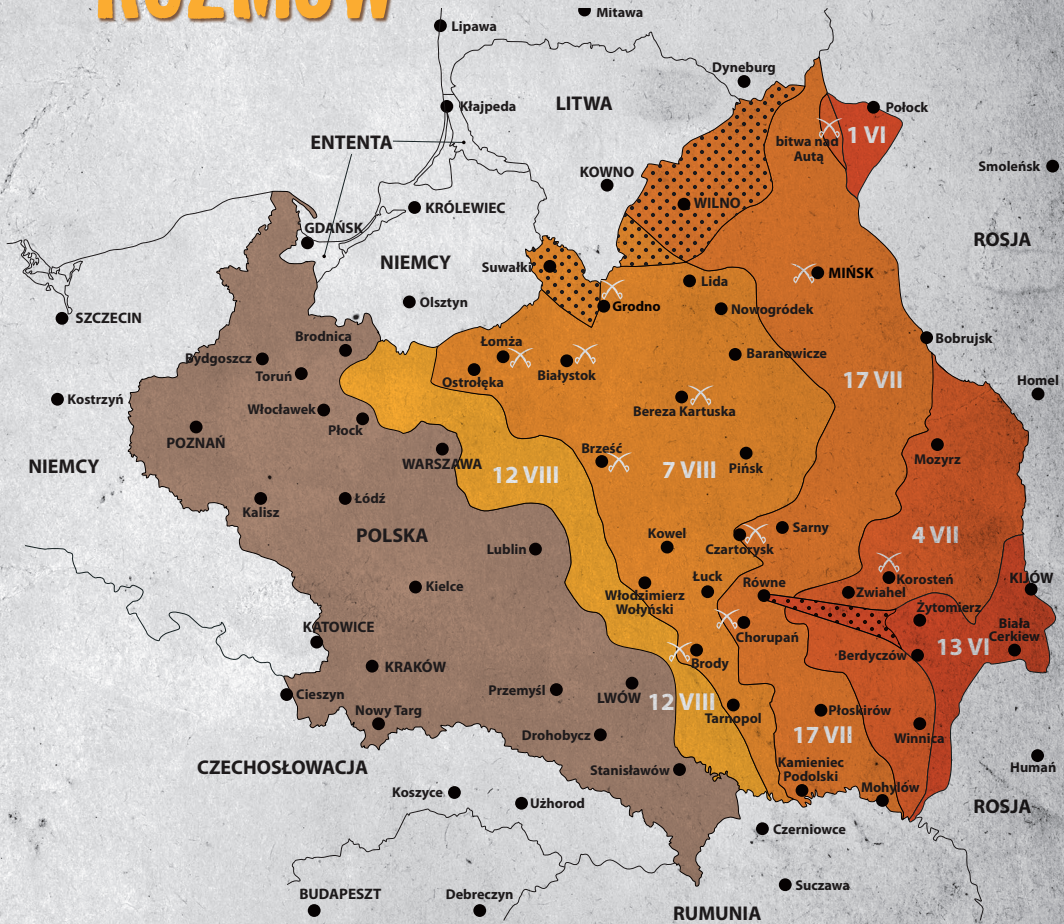 ROZMÓW
Lipawa
Mitawa
Dyneburg
LITWA
Kłajpeda
Połock
1 VI
bitwa nad
Autą
ENTENTA
KOWNO
Smoleńsk
WILNO
KRÓLEWIEC
GDAŃSK
ROSJA
NIEMCY
Suwałki
MIŃSK
Lida
Olsztyn
Grodno
Nowogródek
SZCZECIN
Brodnica
Bobrujsk
Łomża
Baranowicze
Bydgoszcz
Białystok
Toruń
Ostrołęka
17 VII
Homel
Kostrzyń
Włocławek
Bereza Kartuska
Płock
POZNAŃ
Brześć
Mozyrz
NIEMCY
WARSZAWA
12 VIII
7 VIII
Pińsk
Kalisz
Łódź
POLSKA
Sarny
Kowel
4 VII
Lublin
Czartorysk
Łuck
Równe
Korosteń
KIJÓW
Kielce
Włodzimierz
Wołyński
Zwiahel
Żytomierz
KATOWICE
Chorupań
Biała
Cerkiew
13 VI
Berdyczów
Brody
KRAKÓW
Cieszyn
Przemyśl
LWÓW
12 VIII
Nowy Targ
Tarnopol
Płoskirów
Drohobycz
17 VII
Winnica
CZECHOSŁOWACJA
Stanisławów
Kamieniec
Podolski
Humań
Koszyce
Użhorod
Mohylów
ROSJA
Czerniowce
BUDAPESZT
Debreczyn
Suczawa
RUMUNIA